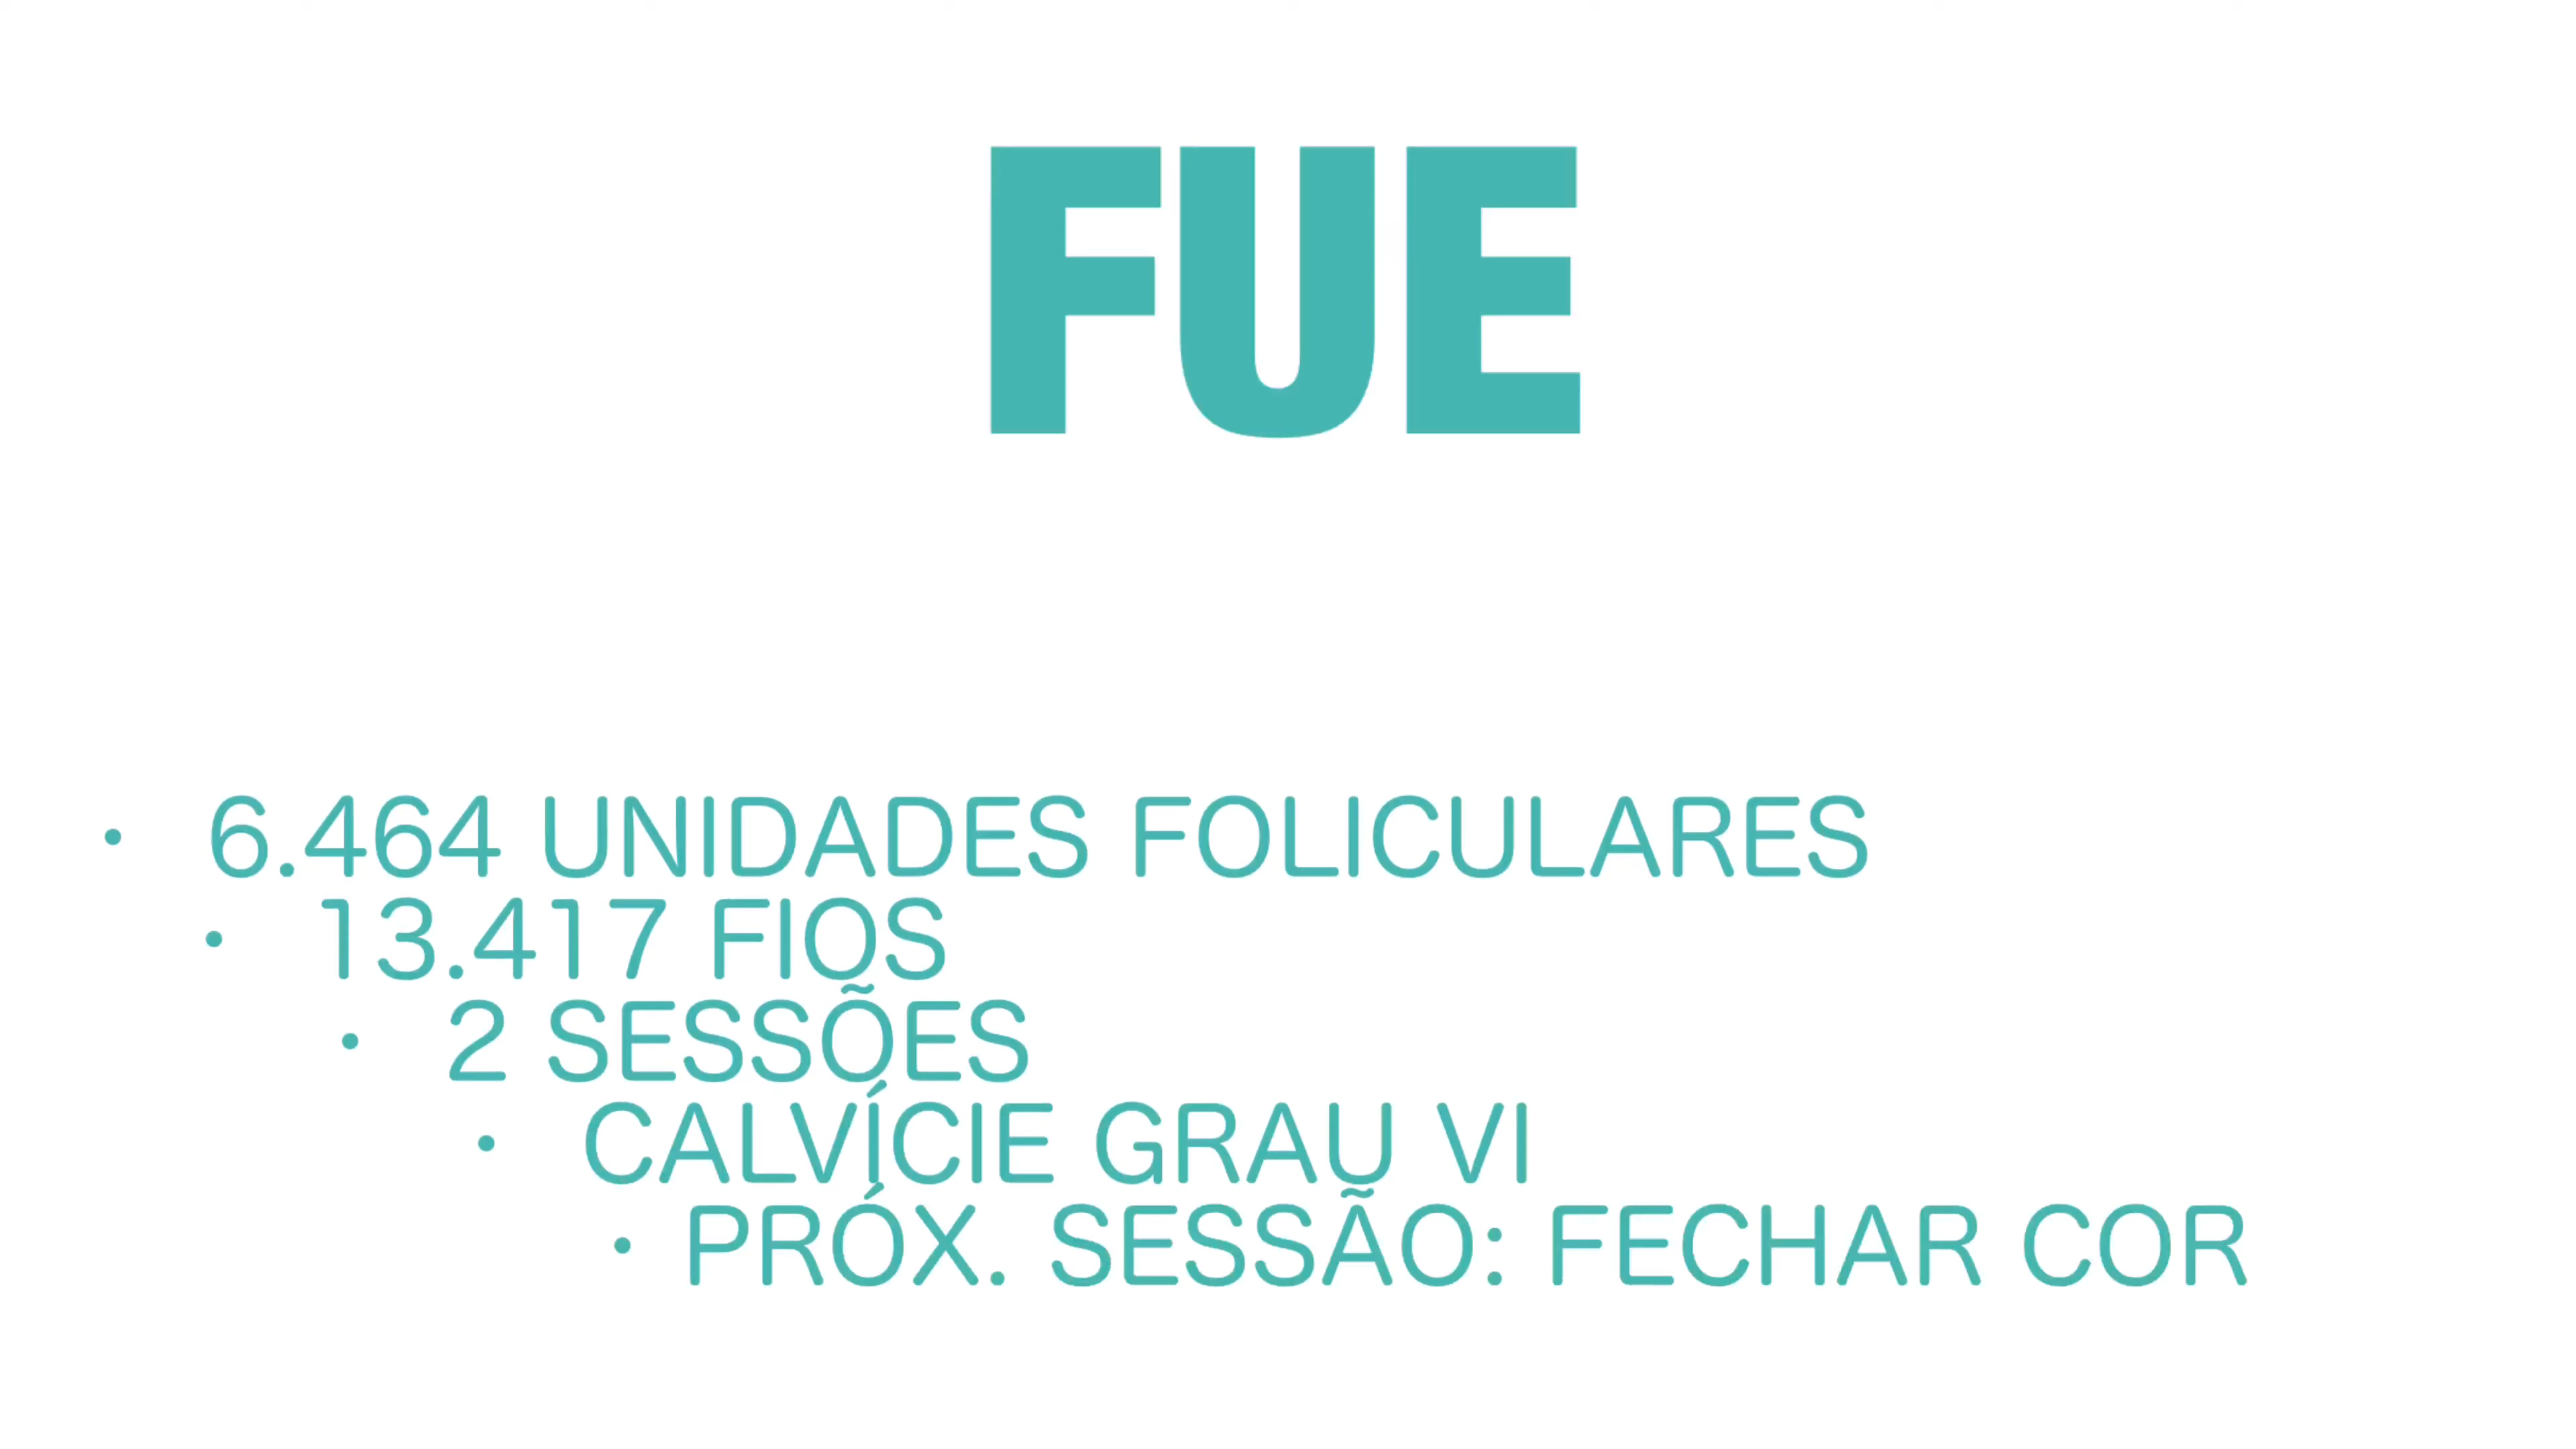 FUE
• 6.464 UNIDADES FOLICULARES
• 13.417 FIOS
• 2 SESSÕES
• CALVÍCIE GRAU VI
• PRÓX. SESSÃO: FECHAR COR